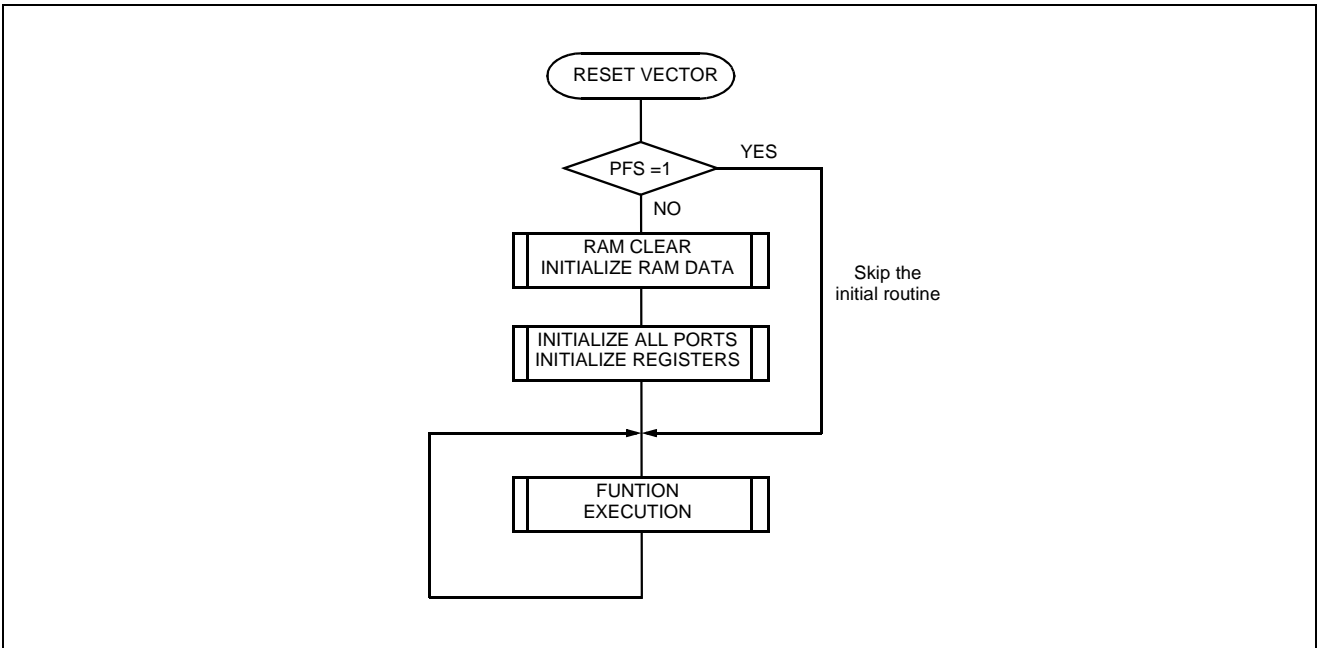 RESET VECTOR
PFS =1
YES
NO
RAM CLEAR
INITIALIZE RAM DATA
Skip the
initial routine
INITIALIZE ALL PORTS
INITIALIZE REGISTERS
FUNTION
EXECUTION